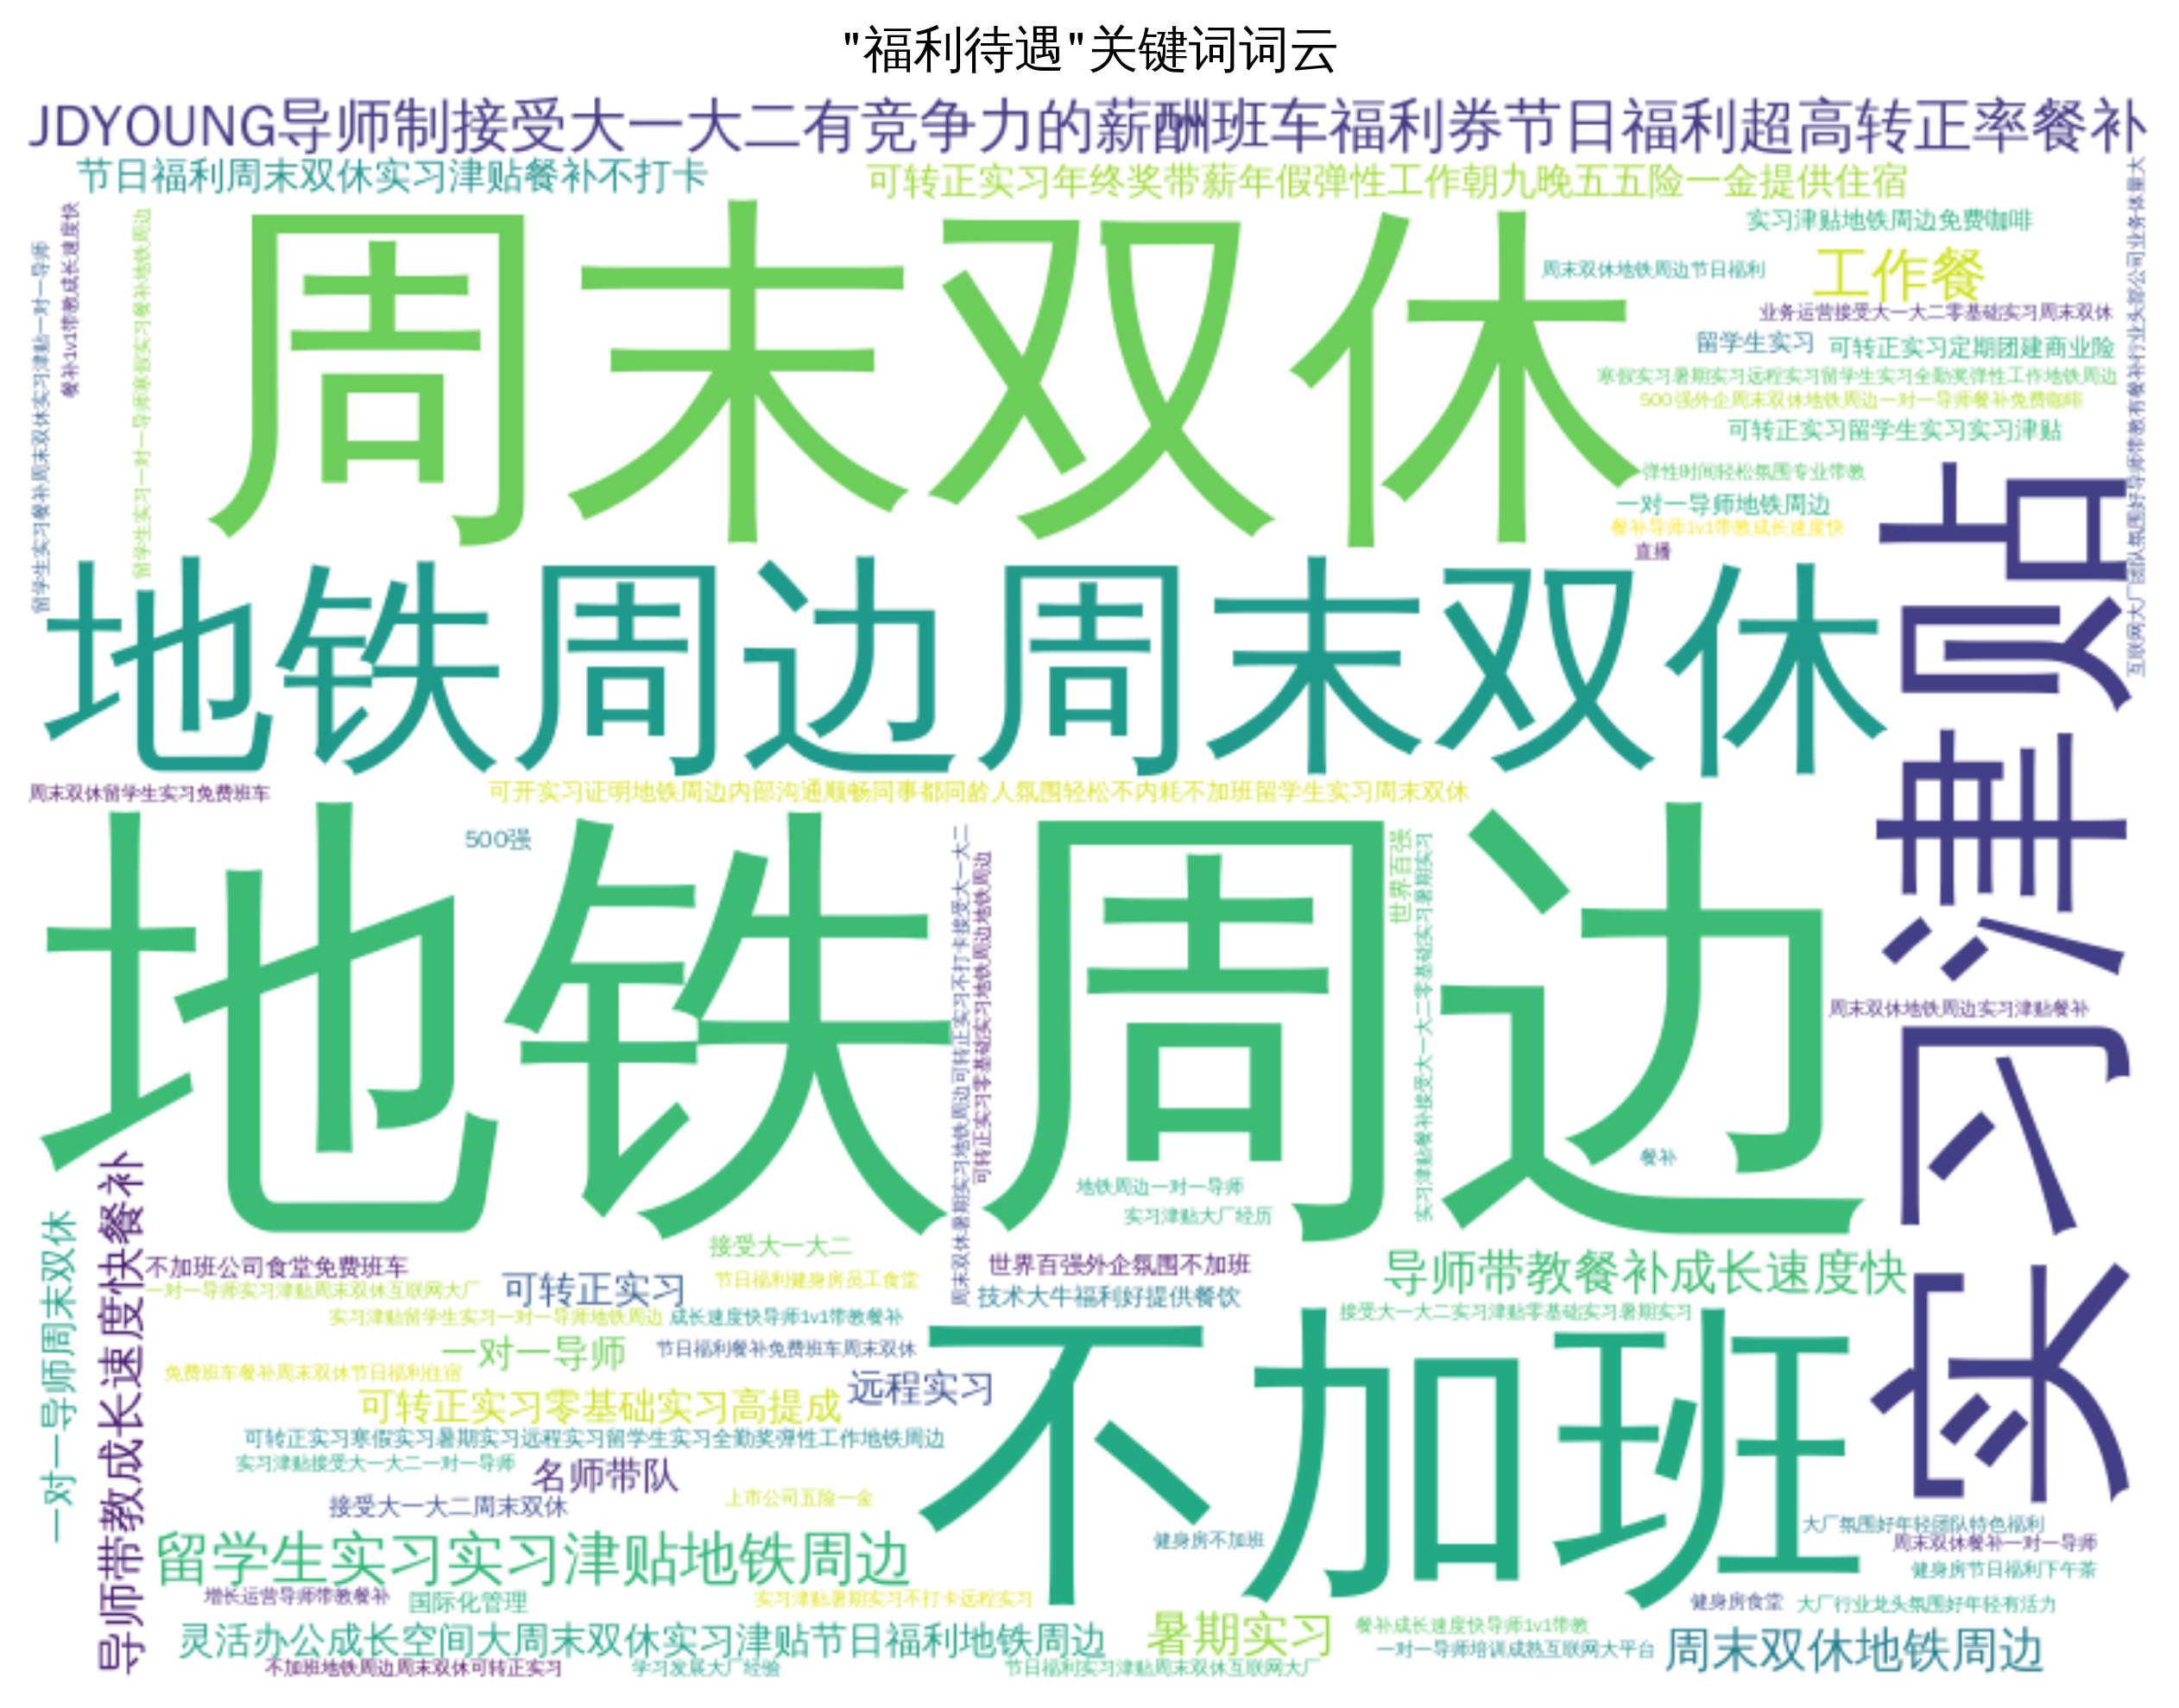 "福利待遇"关键词词云
JDYOUNG导师制接受大一大二有竞争力的薪酬班车福利券节日福利超高转正率餐补
节日福利周末双休实习津贴餐补不打卡
可转正实习年终奖带薪年假弹性工作朝九晚五五险一金提供住宿
留学生实习餐补周末双休实习津贴一对一导师
餐补1v1带教成长速度快
留学生实习一对一导师寒假实习餐补地铁周边
周末双休
实习津贴地铁周边免费咖啡
周末双休地铁周边节日福利
工作餐
业务运营接受大一大二零基础实习周末双休
留学生实习
可转正实习定期团建商业险
寒假实习暑期实习远程实习留学生实习全勤奖弹性工作地铁周边
500强外企周末双休地铁周边一对一导师餐补免费咖啡
可转正实习留学生实习实习津贴
弹性时间轻松氛围专业带教
一对一导师地铁周边
餐补导师1v1带教成长速度快
直播
互联网大厂团队氛围好导师带教有餐补行业头部公司业务体量大
实习津贴
地铁周边周末双休
周末双休留学生实习免费班车
可开实习证明地铁周边内部沟通顺畅同事都同龄人氛围轻松不内耗不加班留学生实习周末双休
500强
地铁周边
周末双休暑期实习地铁周边可转正实习不打卡接受大一大二
可转正实习零基础实习地铁周边地铁周边
世界百强
实习津贴餐补接受大一大二零基础实习暑期实习
周末双休地铁周边实习津贴餐补
餐补
地铁周边一对一导师
实习津贴大厂经历
一对一导师周末双休
导师带教成长速度快餐补
不加班公司食堂免费班车
接受大一大二
世界百强外企氛围不加班
导师带教餐补成长速度快
一对一导师实习津贴周末双休互联网大厂
可转正实习
节日福利健身房员工食堂
技术大牛福利好提供餐饮
接受大一大二实习津贴零基础实习暑期实习
实习津贴留学生实习一对一导师地铁周边
成长速度快导师1v1带教餐补
不加班
一对一导师
节日福利餐补免费班车周末双休
免费班车餐补周末双休节日福利住宿
远程实习
可转正实习零基础实习高提成
可转正实习寒假实习暑期实习远程实习留学生实习全勤奖弹性工作地铁周边
实习津贴接受大一大二一对一导师
名师带队
上市公司五险一金
接受大一大二周末双休
大厂氛围好年轻团队特色福利
健身房不加班
周末双休餐补一对一导师
留学生实习实习津贴地铁周边
健身房节日福利下午茶
增长运营导师带教餐补
国际化管理
实习津贴暑期实习不打卡远程实习
健身房食堂
大厂行业龙头氛围好年轻有活力
灵活办公成长空间大周末双休实习津贴节日福利地铁周边
暑期实习
餐补成长速度快导师1v1带教
一对一导师培训成熟互联网大平台
周末双休地铁周边
不加班地铁周边周末双休可转正实习
学习发展大厂经验
节日福利实习津贴周末双休互联网大厂